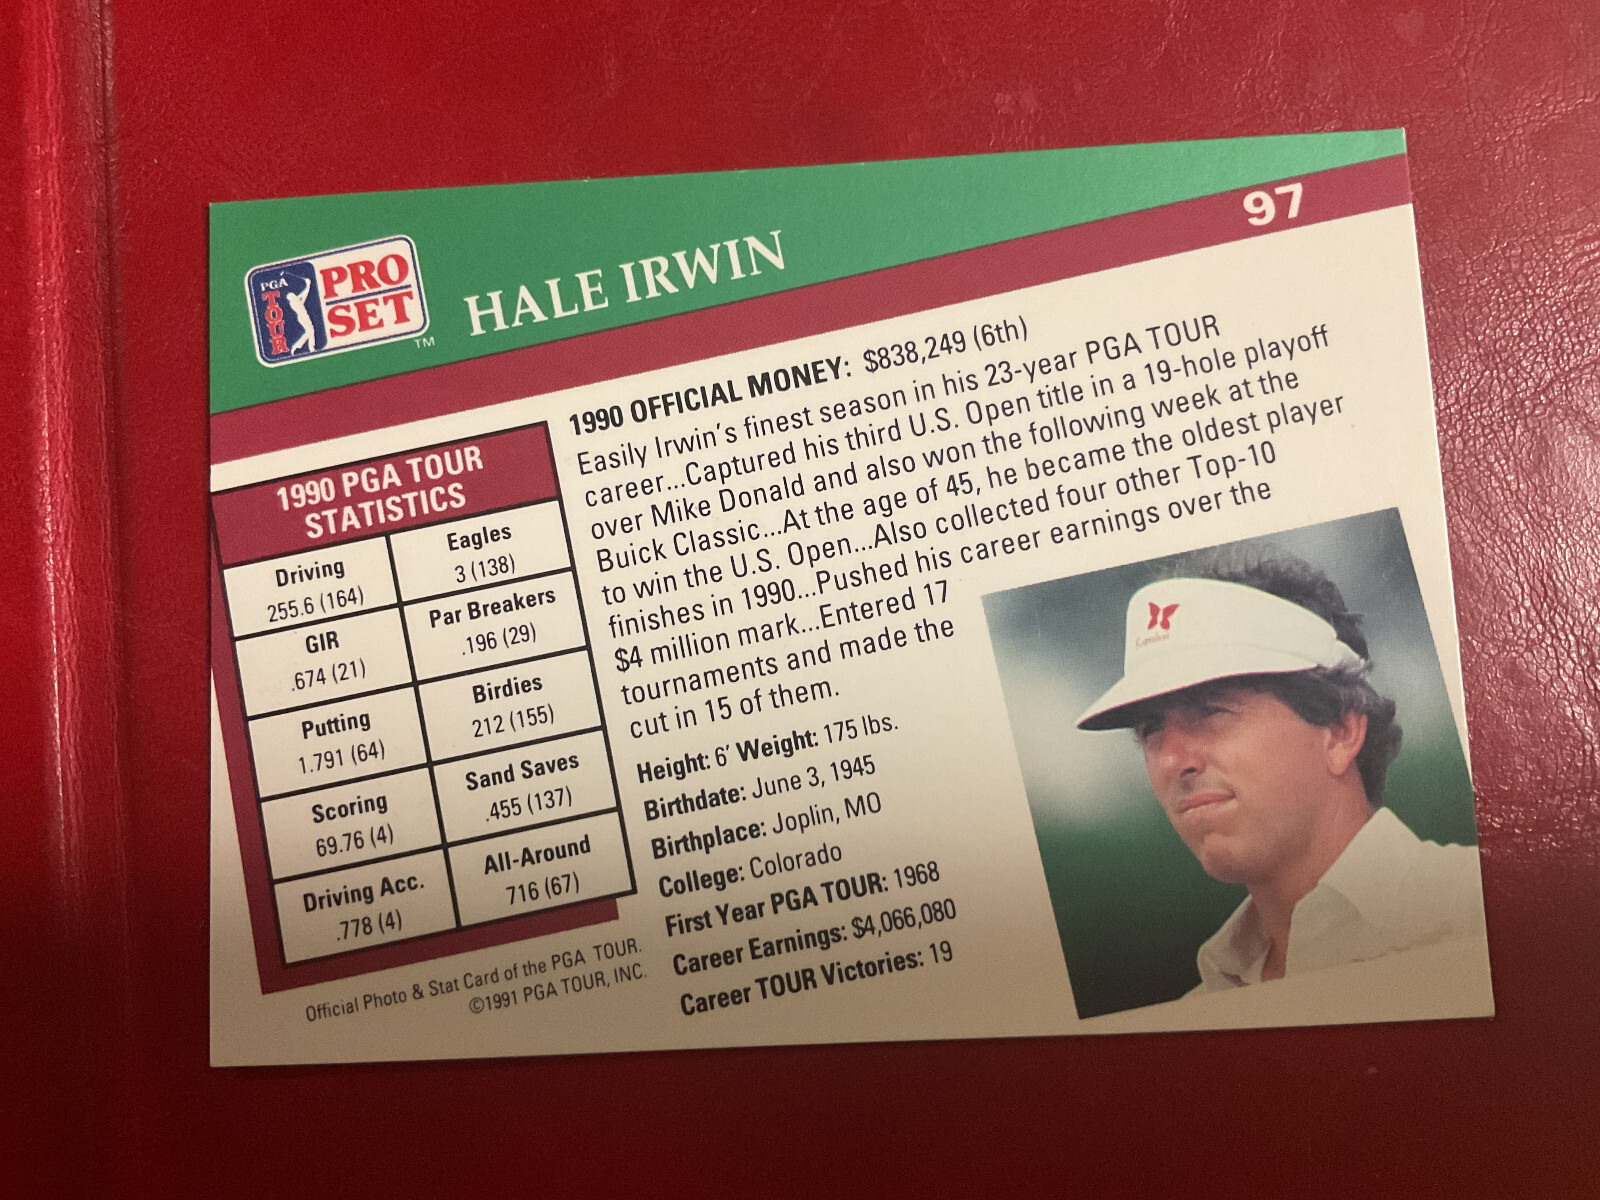 PGA
TOUR
PRO
SET
TM
HALE IRWIN
97
1990 OFFICIAL MONEY: $838,249 (6th)
Easily Irwin's finest season in his 23-year PGA TOUR
career...Captured his third U.S. Open title in a 19-hole playoff
over Mike Donald and also won the following week at the
Buick Classic...At the age of 45, he became the oldest player
to win the U.S. Open...Also collected four other Top-10
finishes in 1990...Pushed his career earnings over the
$4 million mark...Entered 17
tournaments and made the
cut in 15 of them.
Height: 6' Weight: 175 lbs.
Birthdate: June 3, 1945
Birthplace: Joplin, MO
College: Colorado
First Year PGA TOUR: 1968
Career Earnings: $4,066,080
Career TOUR Victories: 19
1990 PGA TOUR
STATISTICS
Driving
255.6 (164)
Eagles
3 (138)
GIR
.674 (21)
Par Breakers
.196 (29)
Putting
1.791 (64)
Birdies
212 (155)
Scoring
69.76 (4)
Sand Saves
.455 (137)
Driving Acc.
.778 (4)
All-Around
716 (67)
Official Photo & Stat Card of the PGA TOUR.
©1991 PGA TOUR, INC.